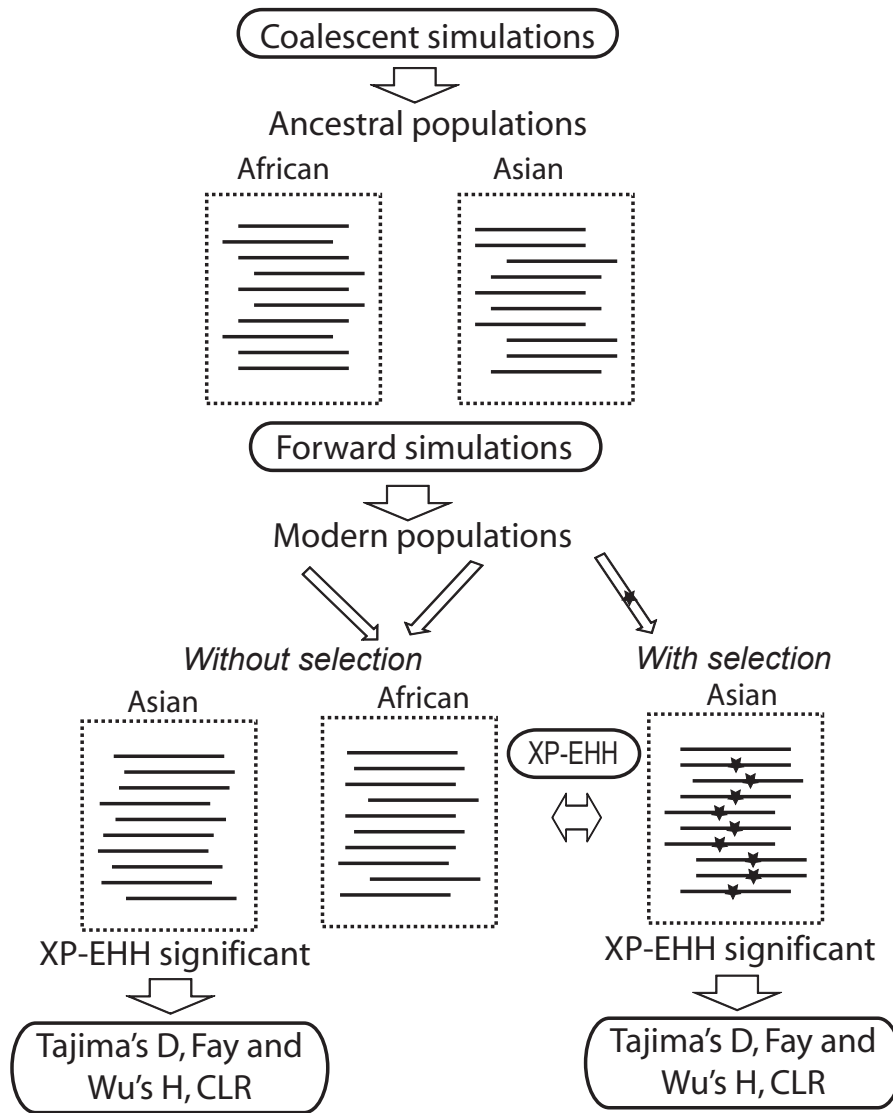 Coalescent simulations
Ancestral populations
African
Asian
Forward simulations
Modern populations
Without selection
With selection
Asian
African
Asian
XP-EHH
XP-EHH significant
XP-EHH significant
Tajima's D, Fay and
Wu's H, CLR
Tajima's D, Fay and
Wu's H, CLR